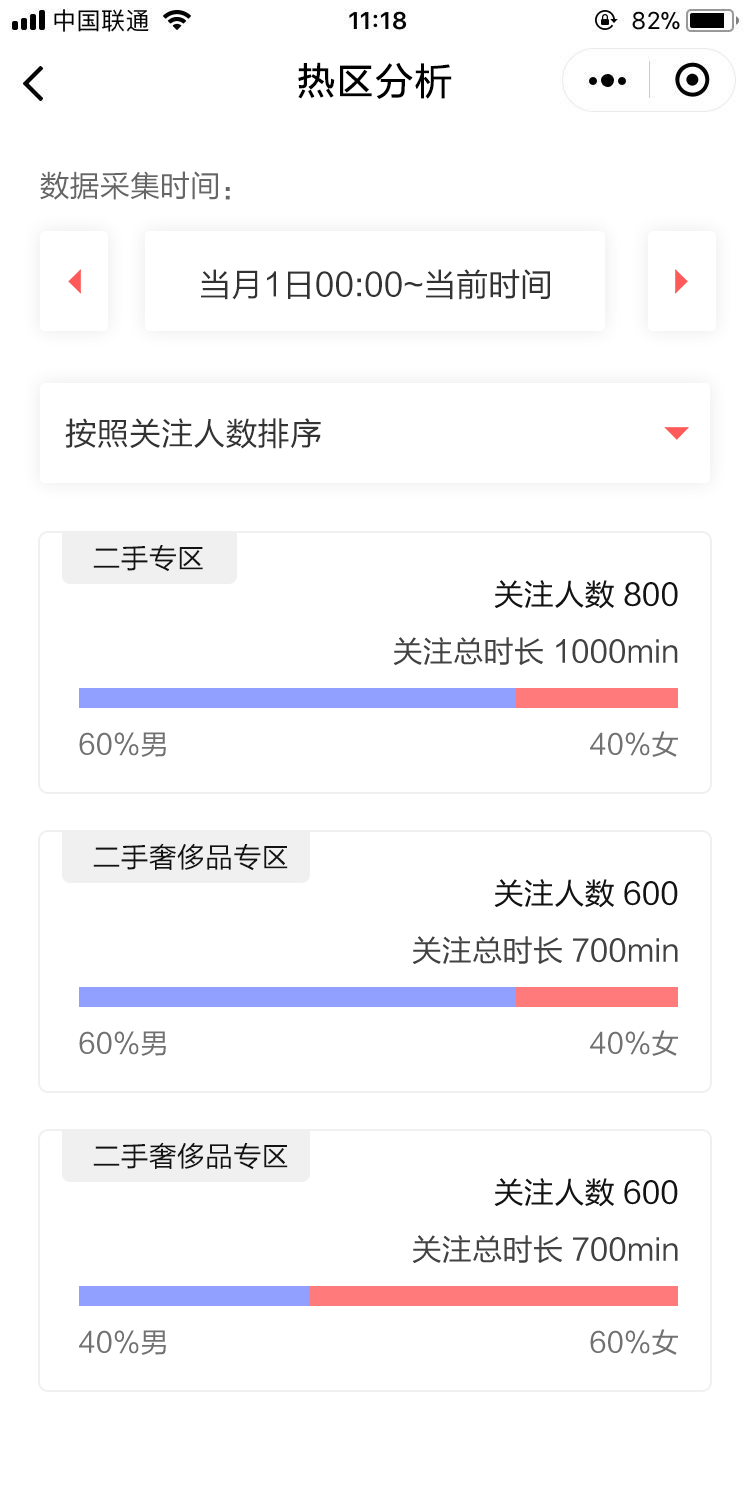 中国联通 11:18 82%
热区分析
数据采集时间：
当月1日00:00~当前时间
按照关注人数排序
二手专区
关注人数 800
关注总时长 1000min
60%男 40%女
二手奢侈品专区
关注人数 600
关注总时长 700min
60%男 40%女
二手奢侈品专区
关注人数 600
关注总时长 700min
40%男 60%女